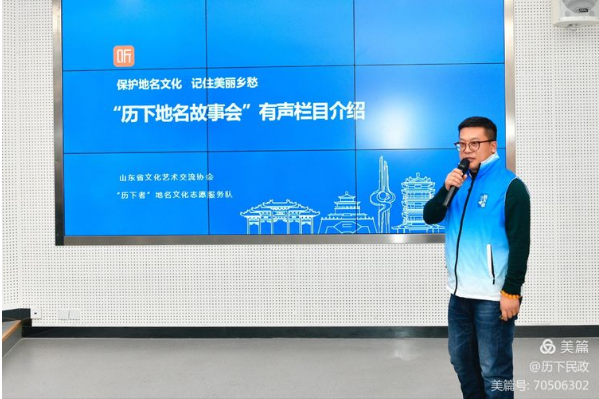 听
保护地名文化 记住美丽乡愁
“历下地名故事会”有声栏目介绍
山东省文化艺术交流协会
“历下者”地名文化志愿服务队
美篇
@历下民政
美篇号: 70506302